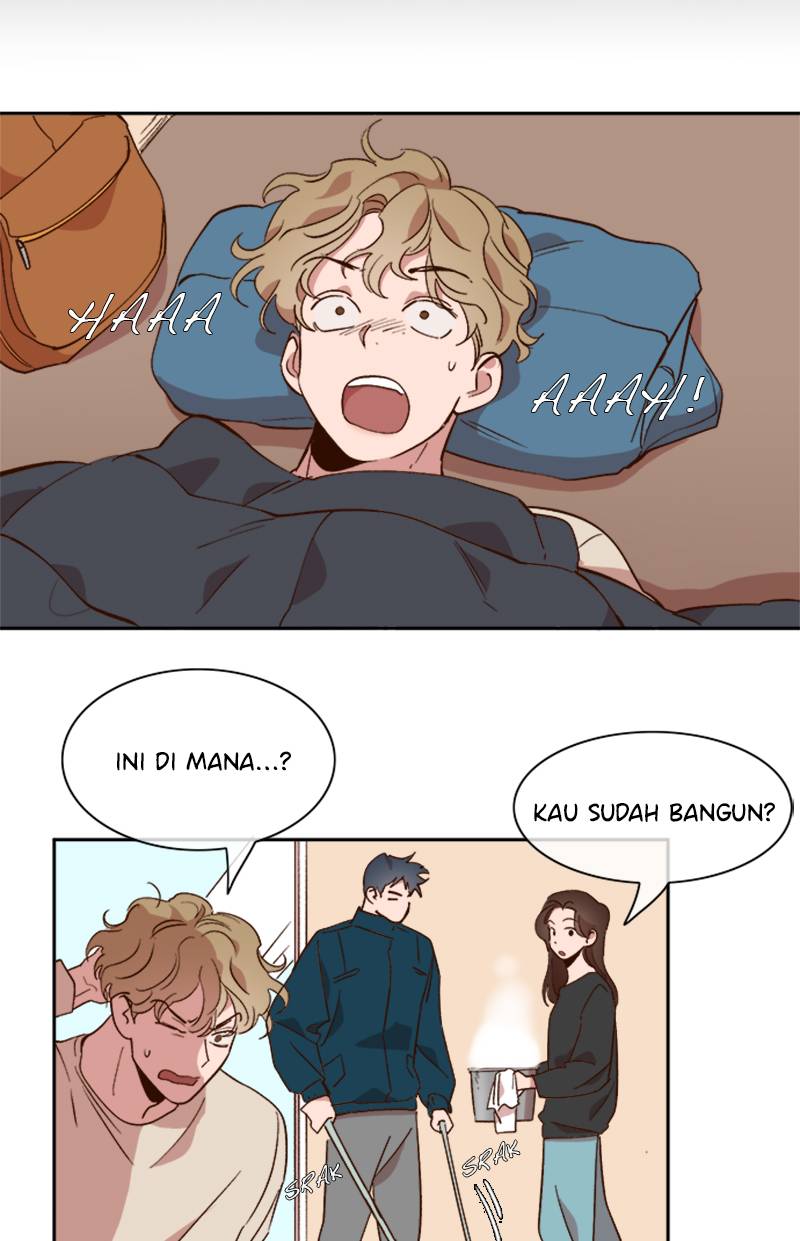 HAAA
AAAH!
INI DI MANA...?
KAU SUDAH BANGUN?
SRAK
SRAK